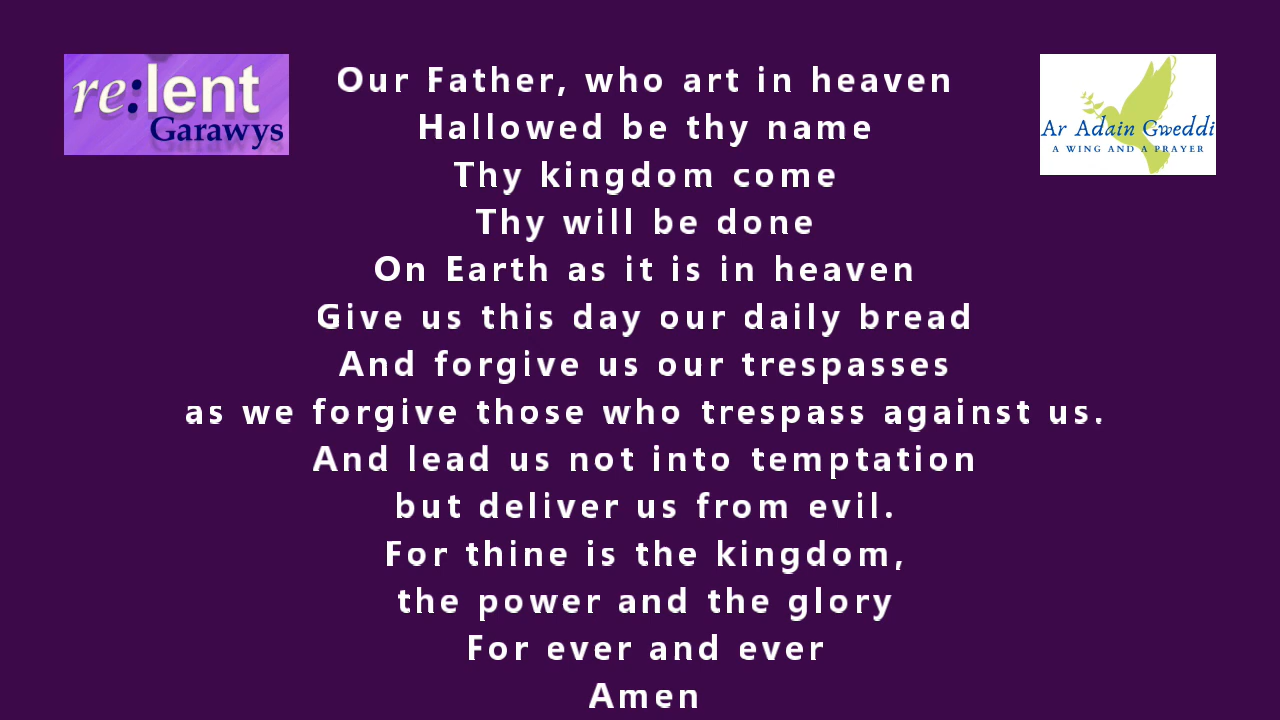 re:lent
Garawys
Ar Adain Gweddi
A WING AND A PRAYER
Our Father, who art in heaven
Hallowed be thy name
Thy kingdom come
Thy will be done
On Earth as it is in heaven
Give us this day our daily bread
And forgive us our trespasses
as we forgive those who trespass against us.
And lead us not into temptation
but deliver us from evil.
For thine is the kingdom,
the power and the glory
For ever and ever
Amen